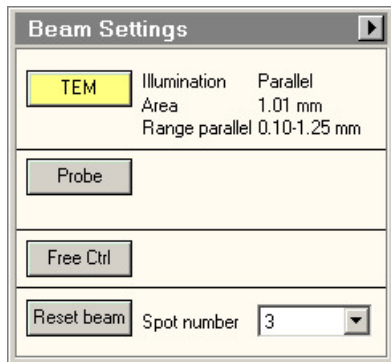 Beam Settings
TEM Illumination Parallel
Area 1.01 mm
Range parallel 0.10-1.25 mm
Probe
Free Ctrl
Reset beam Spot number 3